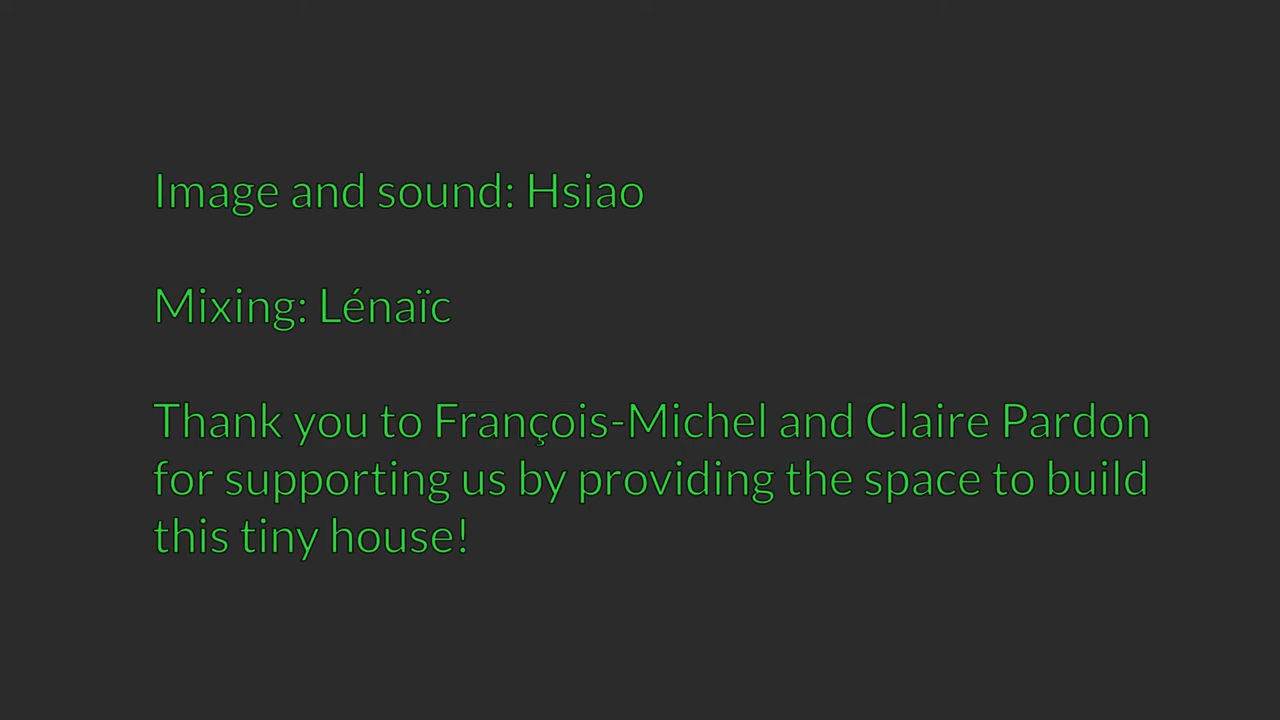 Image and sound: Hsiao
Mixing: Lénaïc
Thank you to François-Michel and Claire Pardon
for supporting us by providing the space to build
this tiny house!